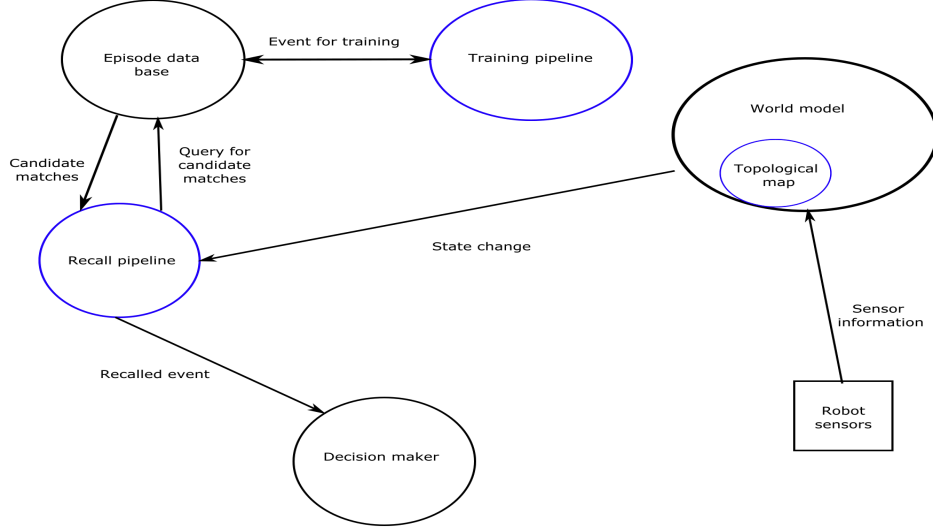 Episode data
base
Event for training
Training pipeline
World model
Topological
map
Candidate
matches
Query for
candidate
matches
State change
Recall pipeline
Sensor
information
Recalled event
Robot
sensors
Decision maker